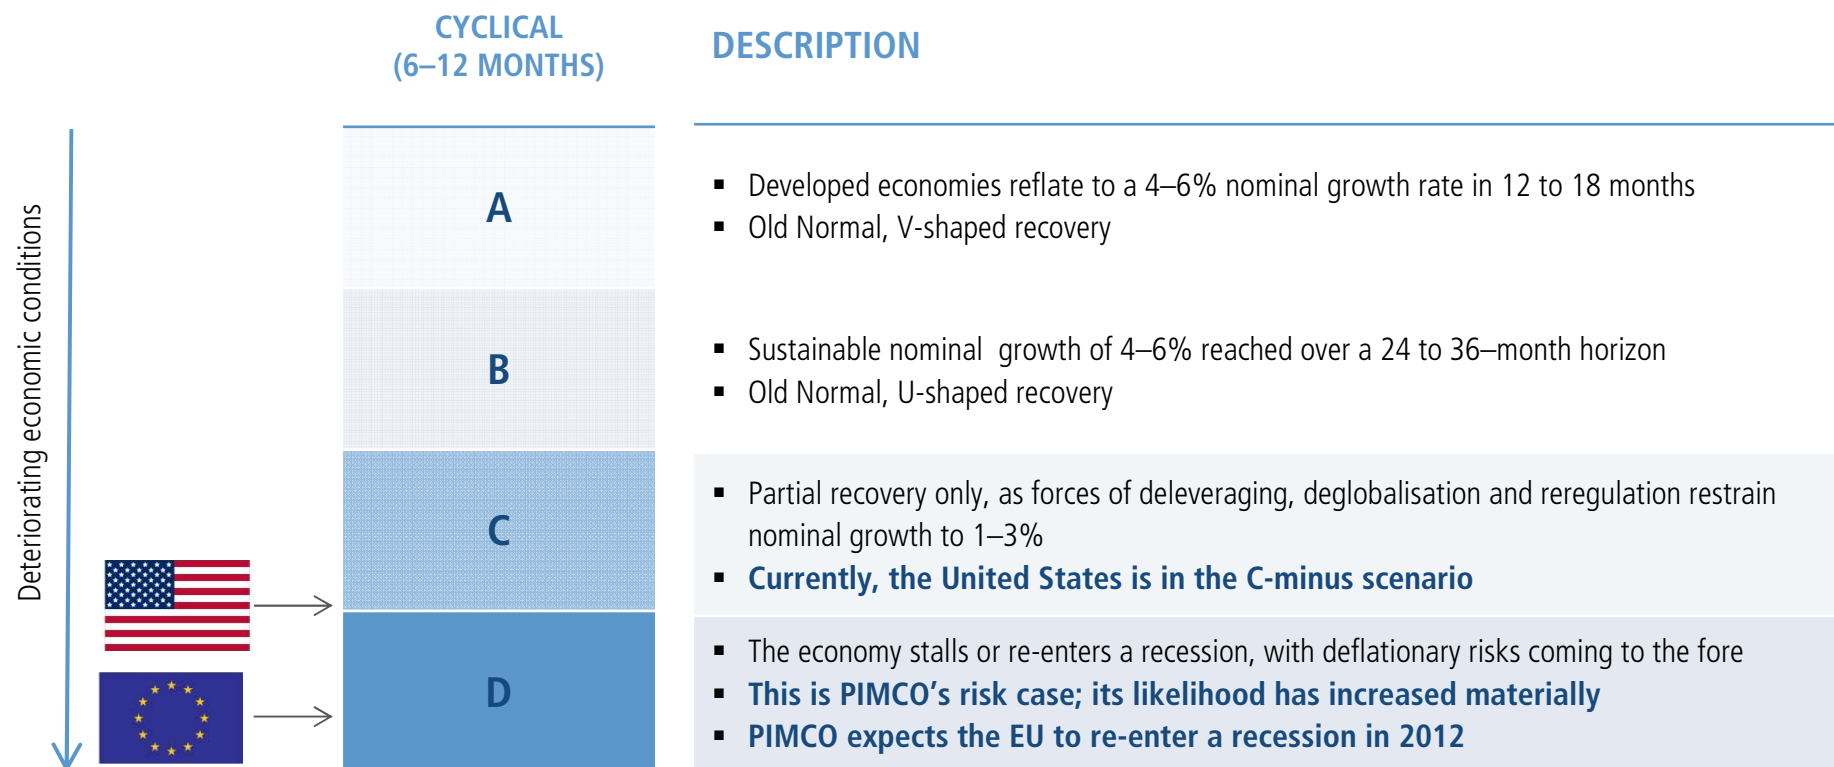 CYCLICAL
(6–12 MONTHS)
DESCRIPTION
Deteriorating economic conditions
A
▪ Developed economies reflate to a 4–6% nominal growth rate in 12 to 18 months
▪ Old Normal, V-shaped recovery
B
▪ Sustainable nominal  growth of 4–6% reached over a 24 to 36–month horizon
▪ Old Normal, U-shaped recovery
C
▪ Partial recovery only, as forces of deleveraging, deglobalisation and reregulation restrain
nominal growth to 1–3%
▪ Currently, the United States is in the C-minus scenario
D
▪ The economy stalls or re-enters a recession, with deflationary risks coming to the fore
▪ This is PIMCO’s risk case; its likelihood has increased materially
▪ PIMCO expects the EU to re-enter a recession in 2012